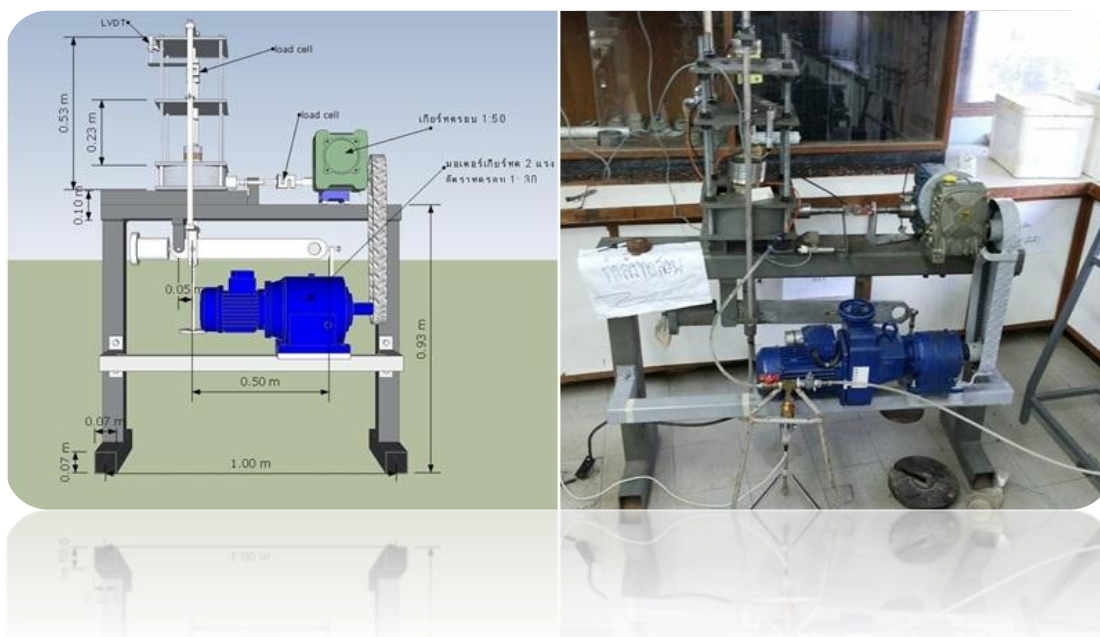 LVDT
load cell
load cell
เกียร์ทดรอบ 1:50
มอเตอร์เกียร์ทด 2 แรง
อัตราทดรอบ 1: 30
0.53 m
0.23 m
0.10 m
0.05 m
0.93 m
0.50 m
0.07 m
0.07 m
1.00 m